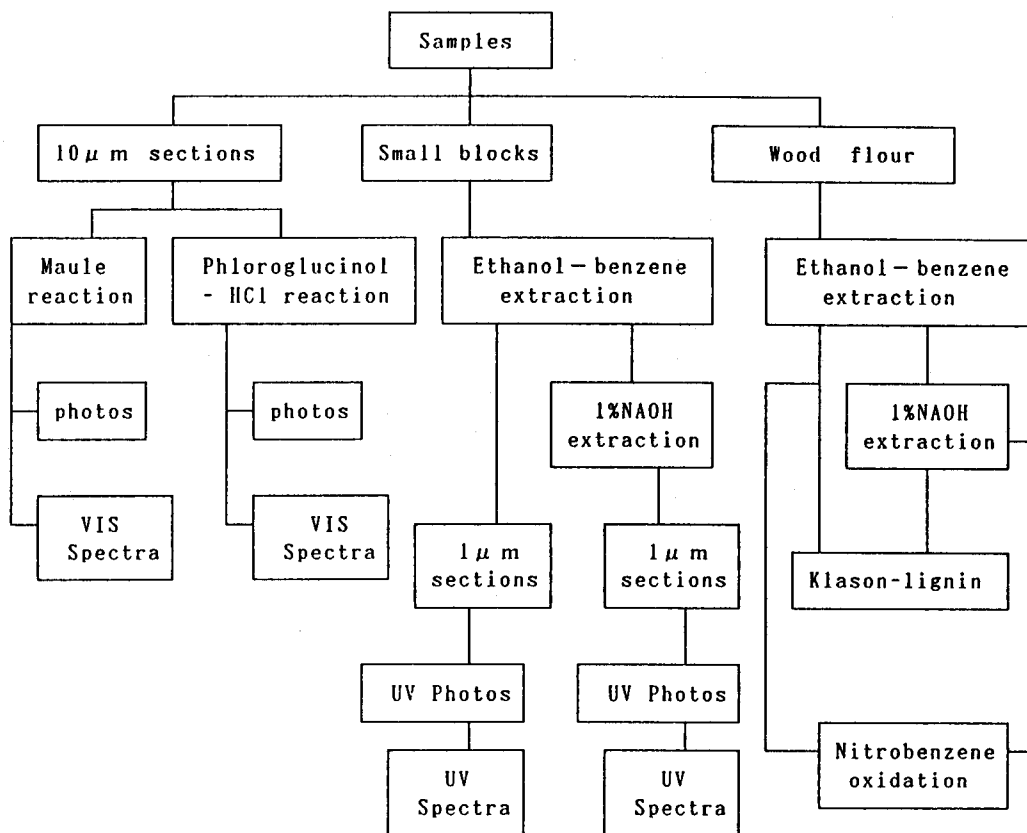 Samples
10μm sections
Small blocks
Wood flour
Maule
reaction
Phloroglucinol
- HCl reaction
Ethanol-benzene
extraction
Ethanol-benzene
extraction
photos
photos
1%NAOH
extraction
1%NAOH
extraction
VIS
Spectra
VIS
Spectra
1μm
sections
1μm
sections
Klason-lignin
UV Photos
UV Photos
Nitrobenzene
oxidation
UV
Spectra
UV
Spectra